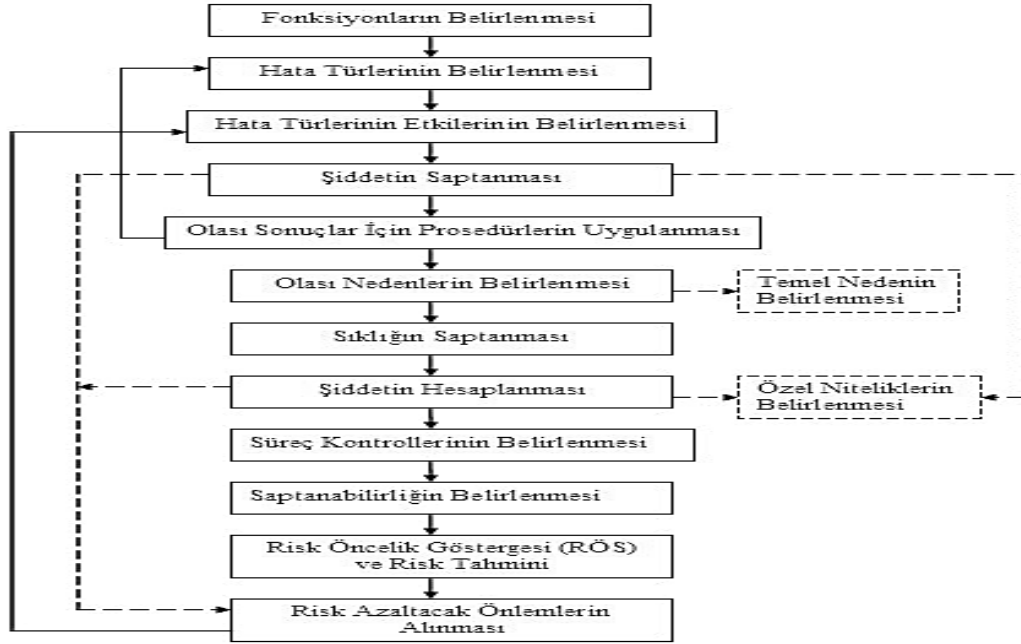 Fonksiyonların Belirlenmesi
Hata Türlerinin Belirlenmesi
Hata Türlerinin Etkilerinin Belirlenmesi
Şiddetin Saptanması
Olası Sonuçlar İçin Prosedürlerin Uygulanması
Olası Nedenlerin Belirlenmesi
Temel Nedenin
Belirlenmesi
Sıklığın Saptanması
Şiddetin Hesaplanması
Özel Niteliklerin
Belirlenmesi
Süreç Kontrollerinin Belirlenmesi
Saptanabilirliğin Belirlenmesi
Risk Öncelik Göstergesi (RÖS)
ve Risk Tahmini
Risk Azaltacak Önlemlerin
Alınması